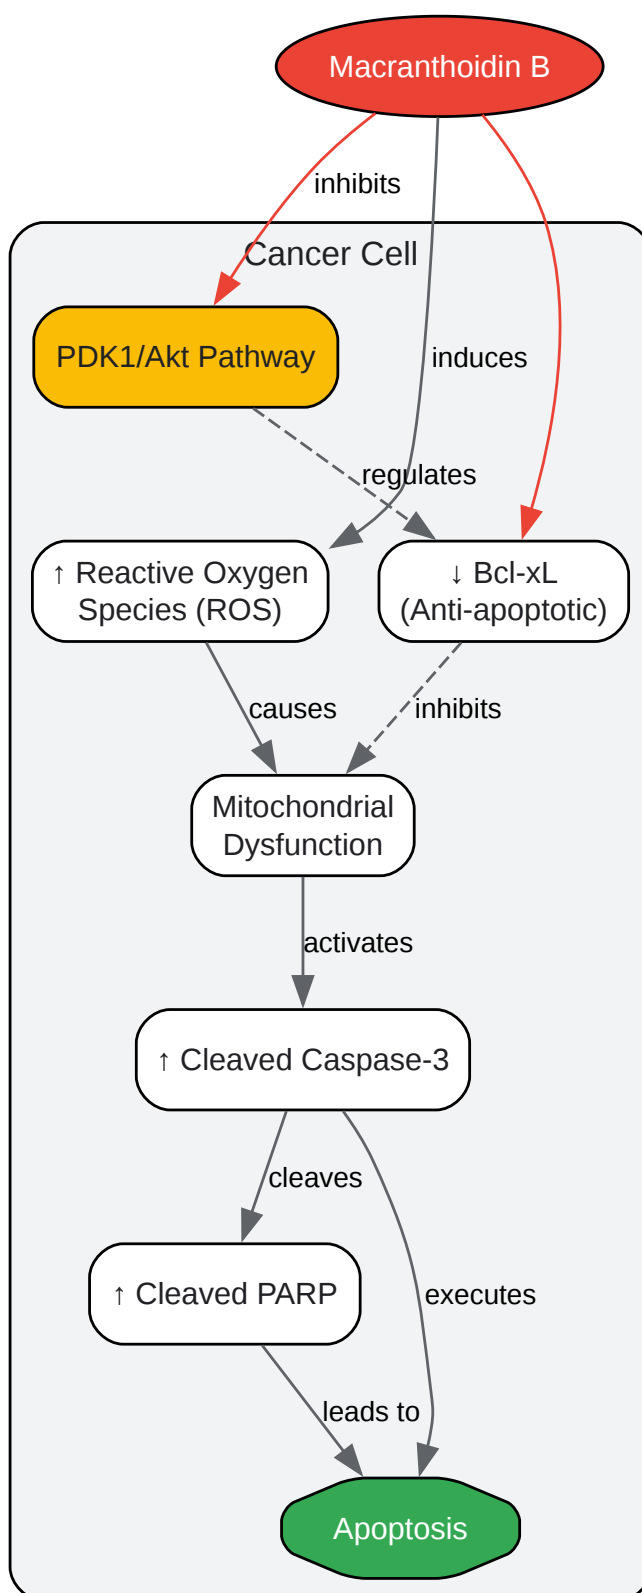 Macranthoidin B
inhibits
Cancer Cell
PDK1/Akt Pathway
induces
regulates
↑ Reactive Oxygen
Species (ROS)
↓ Bcl-xL
(Anti-apoptotic)
causes
inhibits
Mitochondrial
Dysfunction
activates
↑ Cleaved Caspase-3
cleaves
↑ Cleaved PARP
executes
leads to
Apoptosis